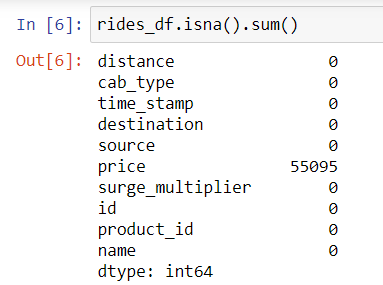 In [6]: rides_df.isna().sum()
Out[6]: distance 0
cab_type 0
time_stamp 0
destination 0
source 0
price 55095
surge_multiplier 0
id 0
product_id 0
name 0
dtype: int64